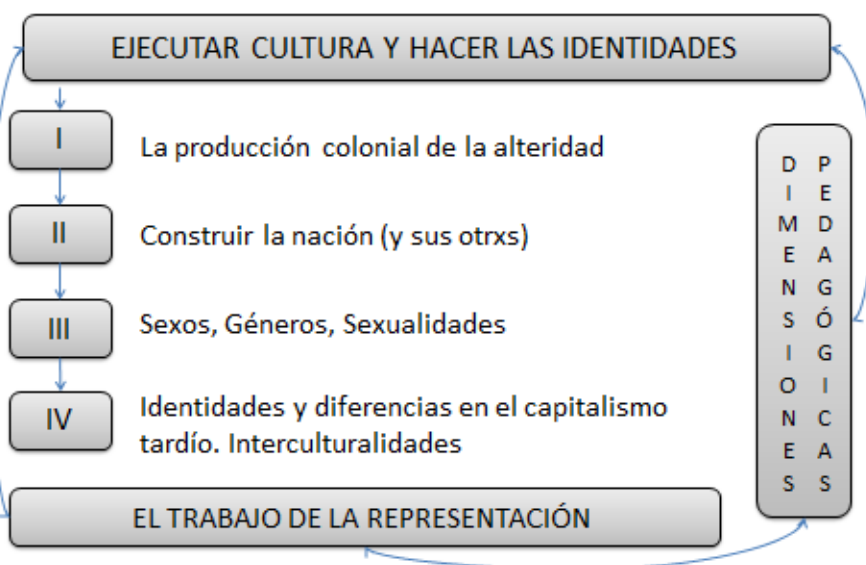 EJECUTAR CULTURA Y HACER LAS IDENTIDADES
I
La producción colonial de la alteridad
II
Construir la nación (y sus otrxs)
III
Sexos, Géneros, Sexualidades
IV
Identidades y diferencias en el capitalismo
tardío. Interculturalidades
EL TRABAJO DE LA REPRESENTACIÓN
DIMENSIONES
PEDAGÓGICAS